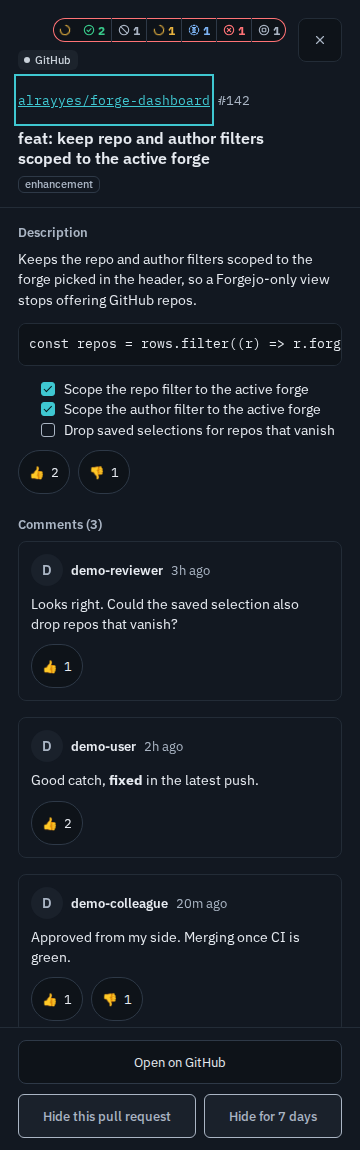 2 1 1 1 1 1
GitHub
alrayyes/forge-dashboard #142
feat: keep repo and author filters
scoped to the active forge
enhancement
Description
Keeps the repo and author filters scoped to the
forge picked in the header, so a Forgejo-only view
stops offering GitHub repos.
const repos = rows.filter((r) => r.forg
Scope the repo filter to the active forge
Scope the author filter to the active forge
Drop saved selections for repos that vanish
👍 2 👎 1
Comments (3)
D demo-reviewer 3h ago
Looks right. Could the saved selection also
drop repos that vanish?
👍 1
D demo-user 2h ago
Good catch, fixed in the latest push.
👍 2
D demo-colleague 20m ago
Approved from my side. Merging once CI is
green.
👍 1 👎 1
Open on GitHub
Hide this pull request Hide for 7 days